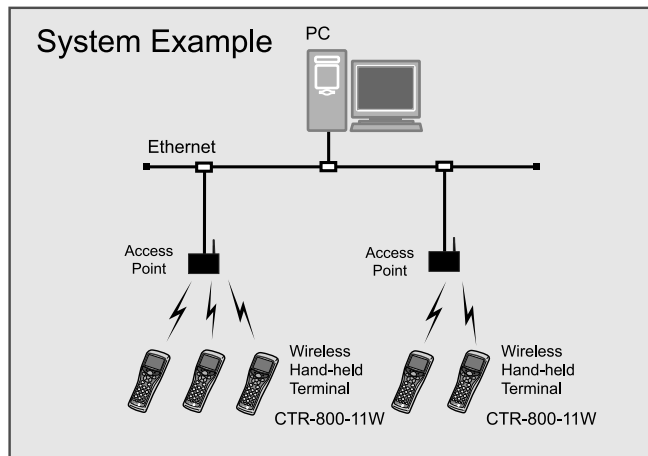 System Example
PC
Ethernet
Access
Point
Access
Point
Wireless
Hand-held
Terminal
CTR-800-11W
Wireless
Hand-held
Terminal
CTR-800-11W